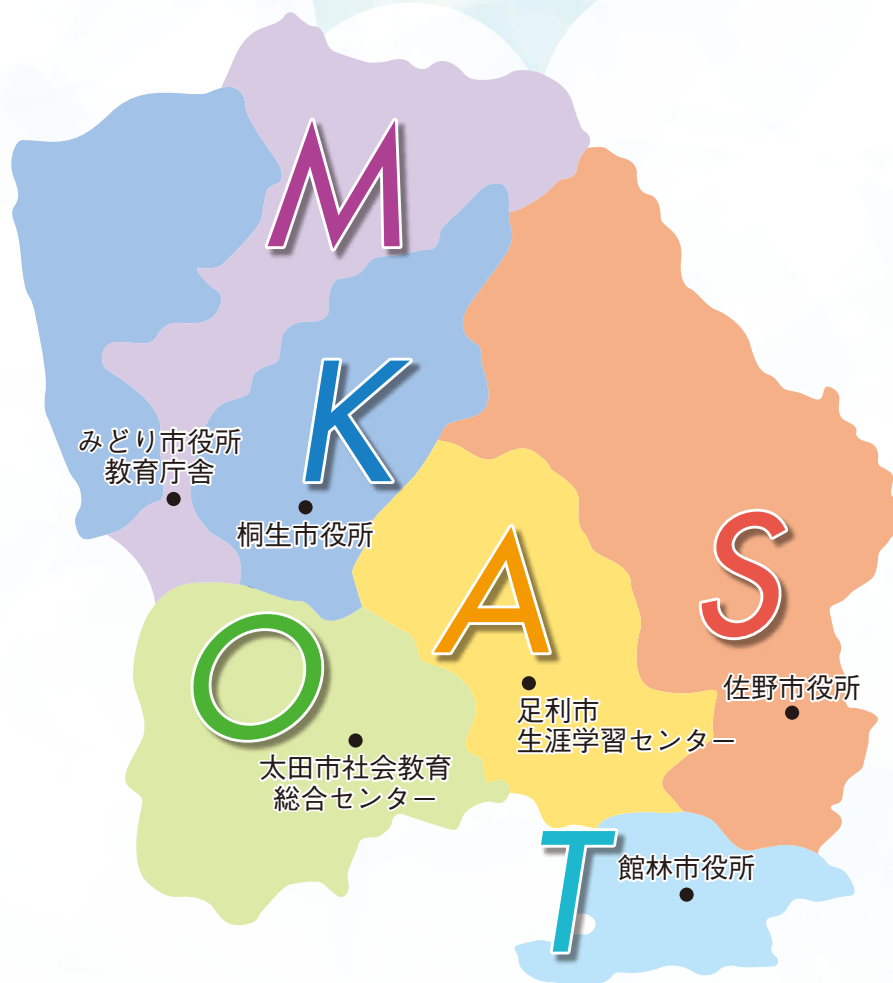 M
K
みどり市役所
教育庁舎
桐生市役所
A
S
O
佐野市役所
足利市
生涯学習センター
太田市社会教育
総合センター
T
館林市役所